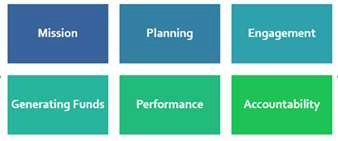 Mission
Planning
Engagement
Generating Funds
Performance
Accountability